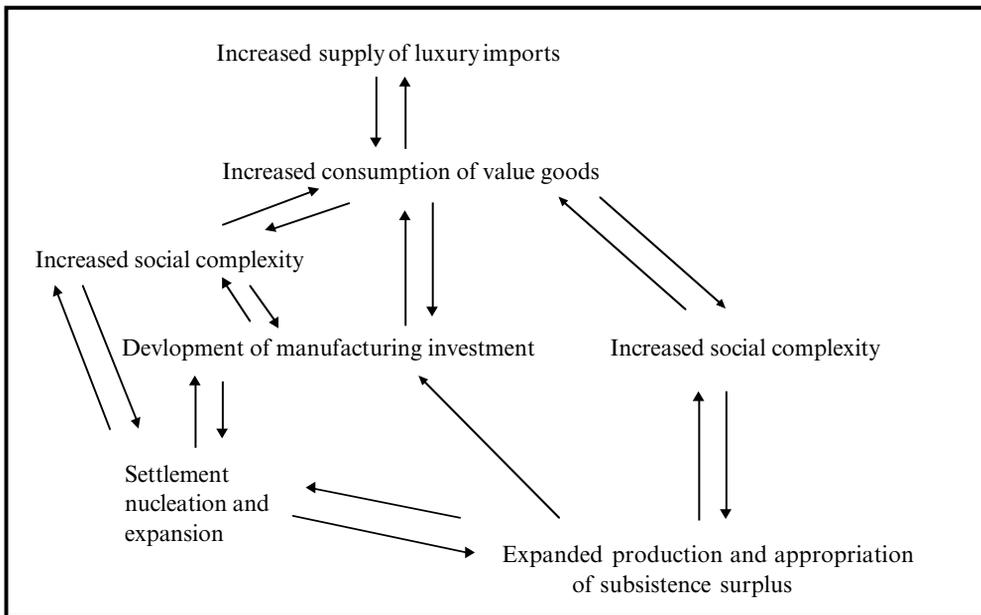 Increased supply of luxury imports
Increased consumption of value goods
Increased social complexity
Devlopment of manufacturing investment
Increased social complexity
Settlement
nucleation and
expansion
Expanded production and appropriation
of subsistence surplus